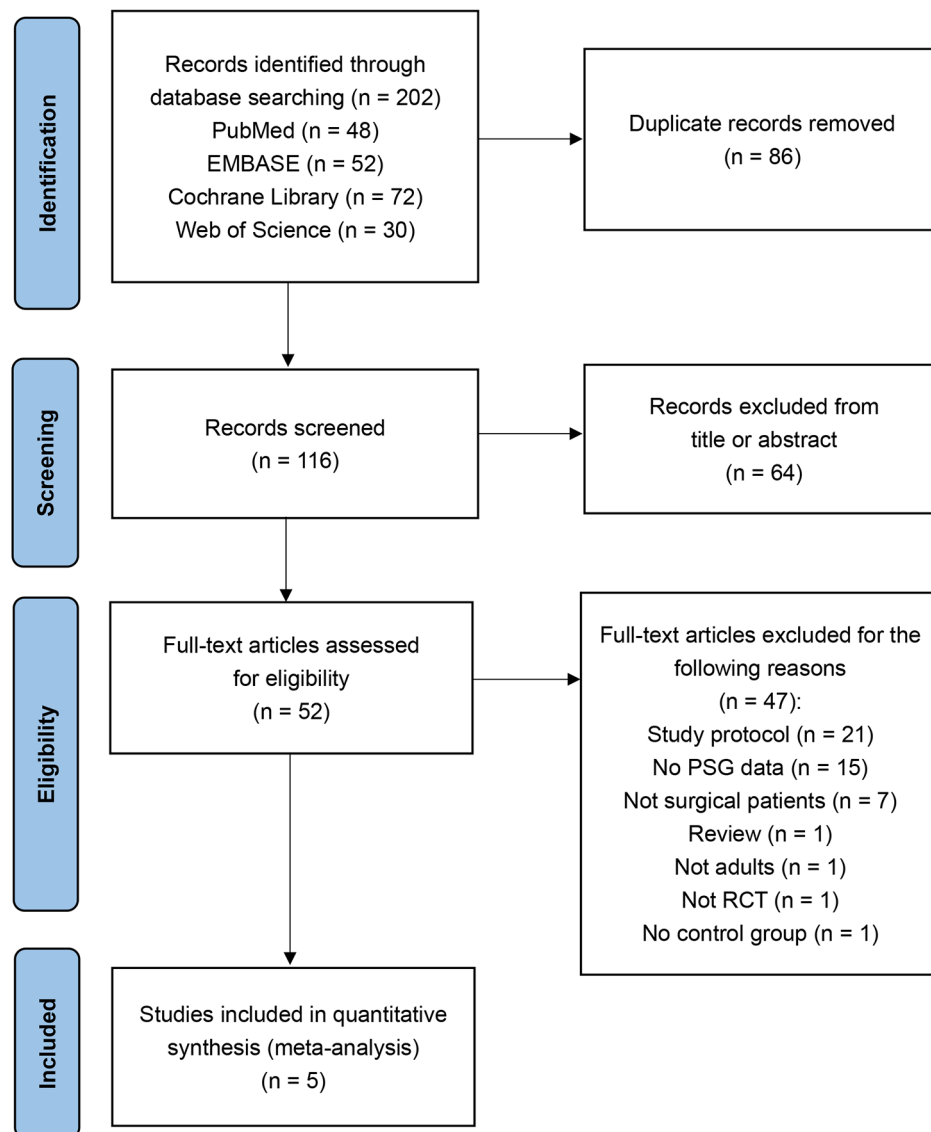 Identification
Records identified through
database searching (n = 202)
PubMed (n = 48)
EMBASE (n = 52)
Cochrane Library (n = 72)
Web of Science (n = 30)
Duplicate records removed
(n = 86)
Screening
Records screened
(n = 116)
Records excluded from
title or abstract
(n = 64)
Eligibility
Full-text articles assessed
for eligibility
(n = 52)
Full-text articles excluded for the
following reasons
(n = 47):
Study protocol (n = 21)
No PSG data (n = 15)
Not surgical patients (n = 7)
Review (n = 1)
Not adults (n = 1)
Not RCT (n = 1)
No control group (n = 1)
Included
Studies included in quantitative
synthesis (meta-analysis)
(n = 5)